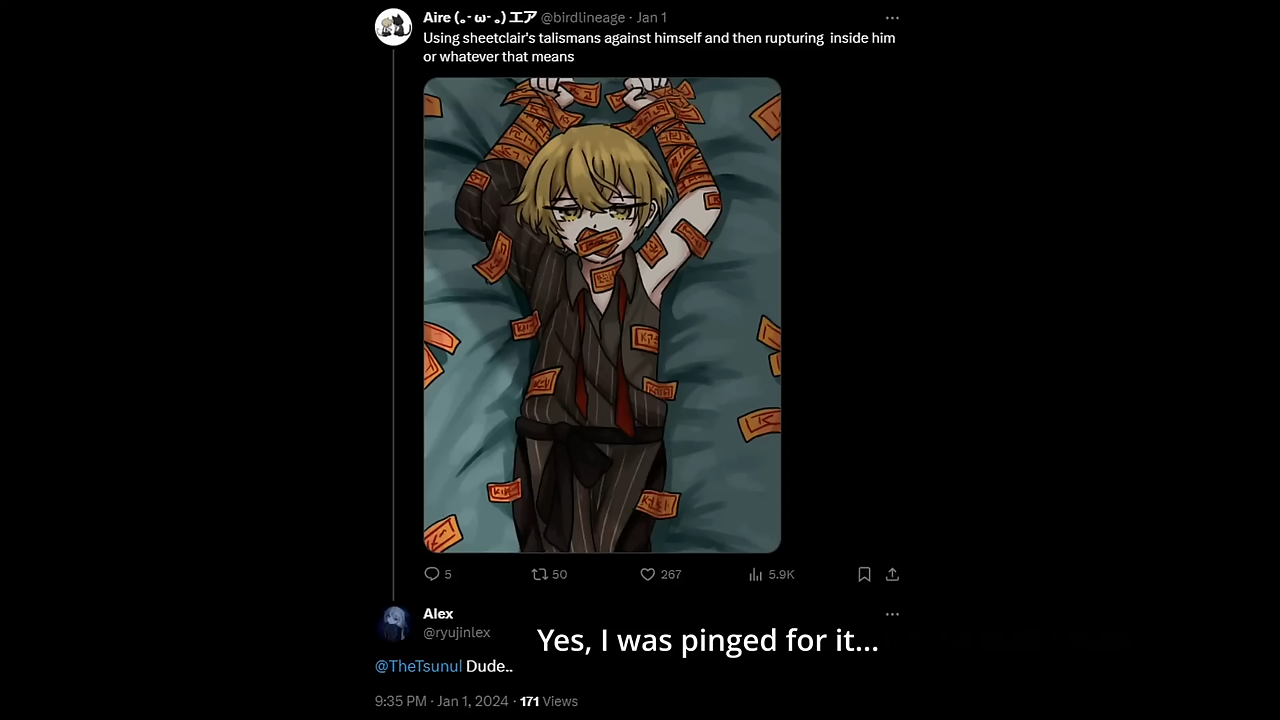 Aire (｡- ω- ｡) エア @birdlineage · Jan 1
Using sheetclair's talismans against himself and then rupturing inside him
or whatever that means
5 50 267 5.9K
Alex
@ryujinlex
Yes, I was pinged for it...
@TheTsunul Dude..
9:35 PM · Jan 1, 2024 · 171 Views